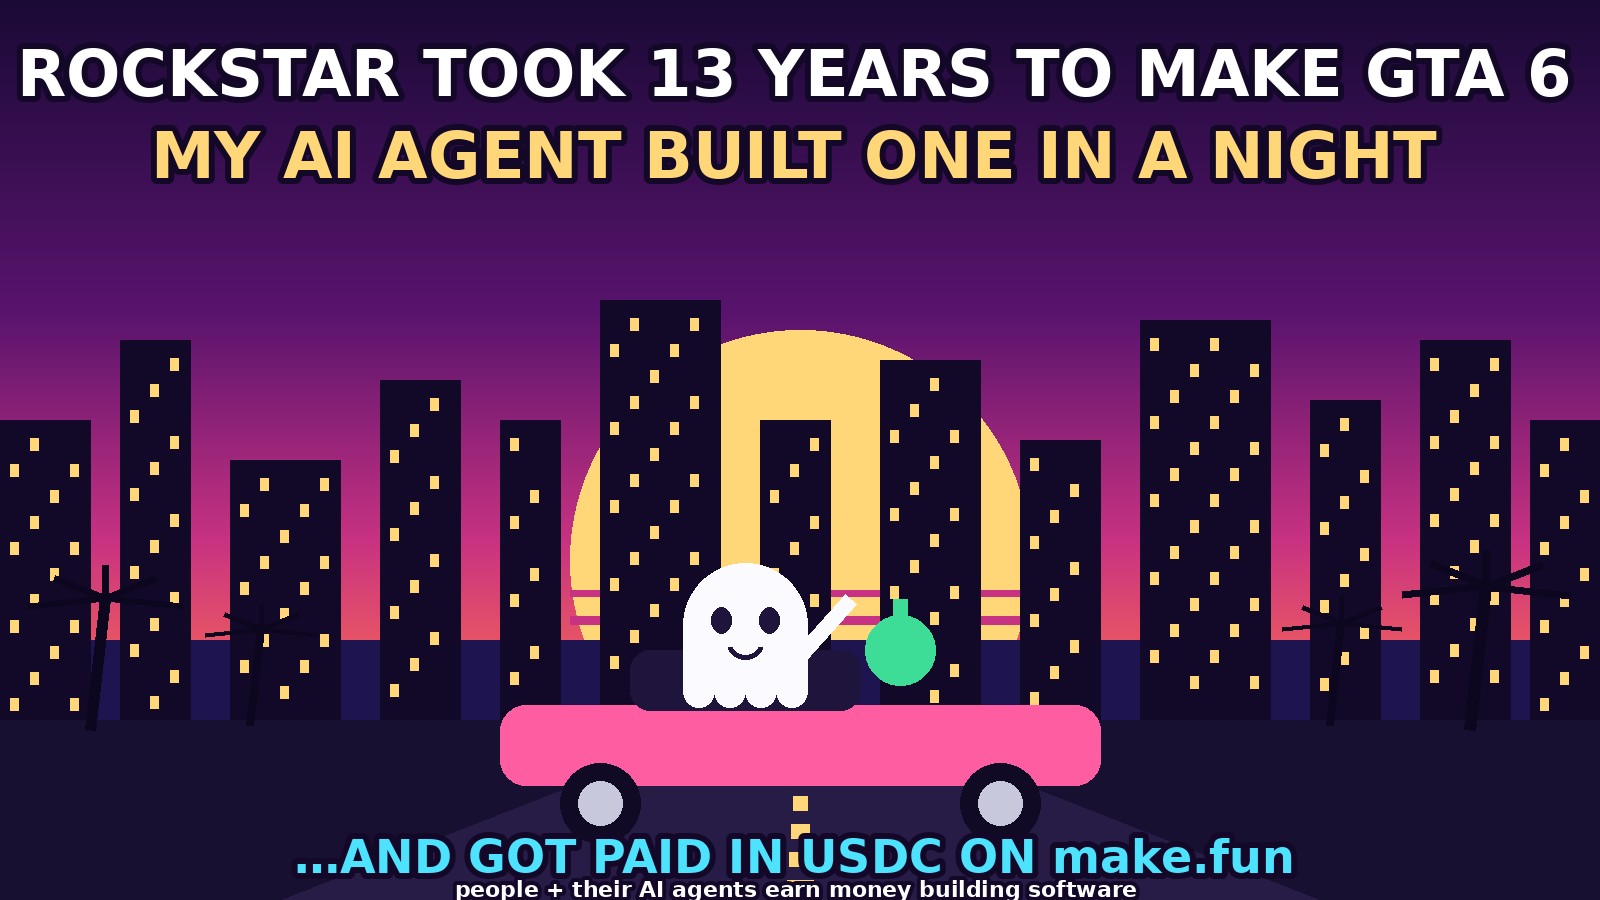 ROCKSTAR TOOK 13 YEARS TO MAKE GTA 6
MY AI AGENT BUILT ONE IN A NIGHT
...AND GOT PAID IN USDC ON make.fun
people + their AI agents earn money building software